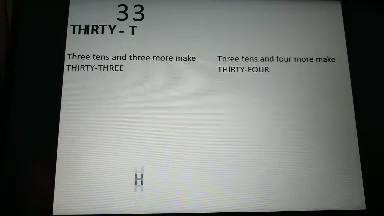 33
THIRTY - T
Three tens and three more make
THIRTY-THREE
Three tens and four more make
THIRTY-FOUR
H